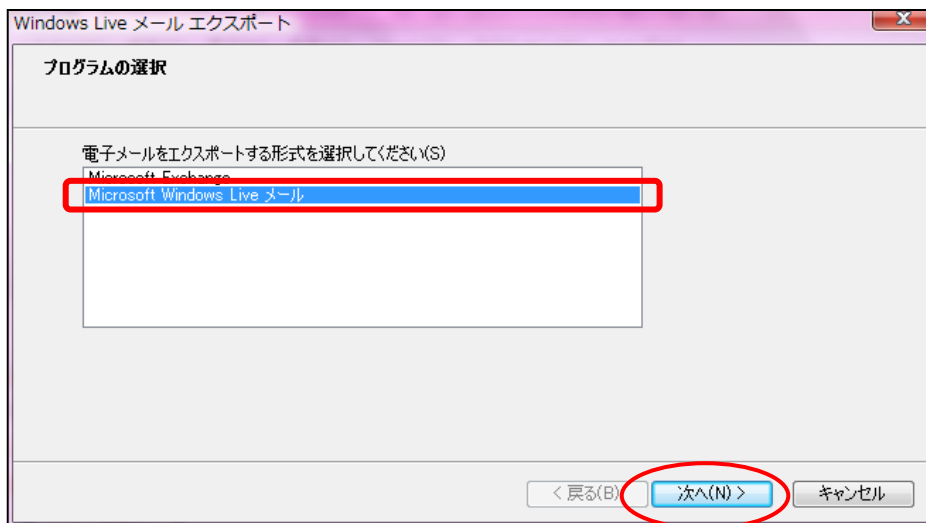 Windows Live メール エクスポート
プログラムの選択
電子メールをエクスポートする形式を選択してください(S)
Microsoft Exchange
Microsoft Windows Live メール
< 戻る(B)
次へ(N) >
キャンセル